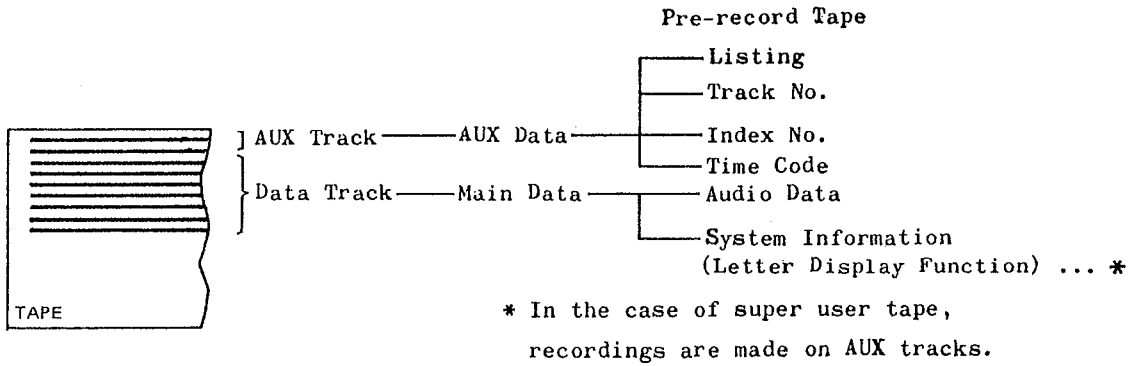 Pre-record Tape
Listing
Track No.
] AUX Track AUX Data Index No.
Time Code
} Data Track Main Data Audio Data
System Information
(Letter Display Function) ... *
TAPE
* In the case of super user tape,
recordings are made on AUX tracks.